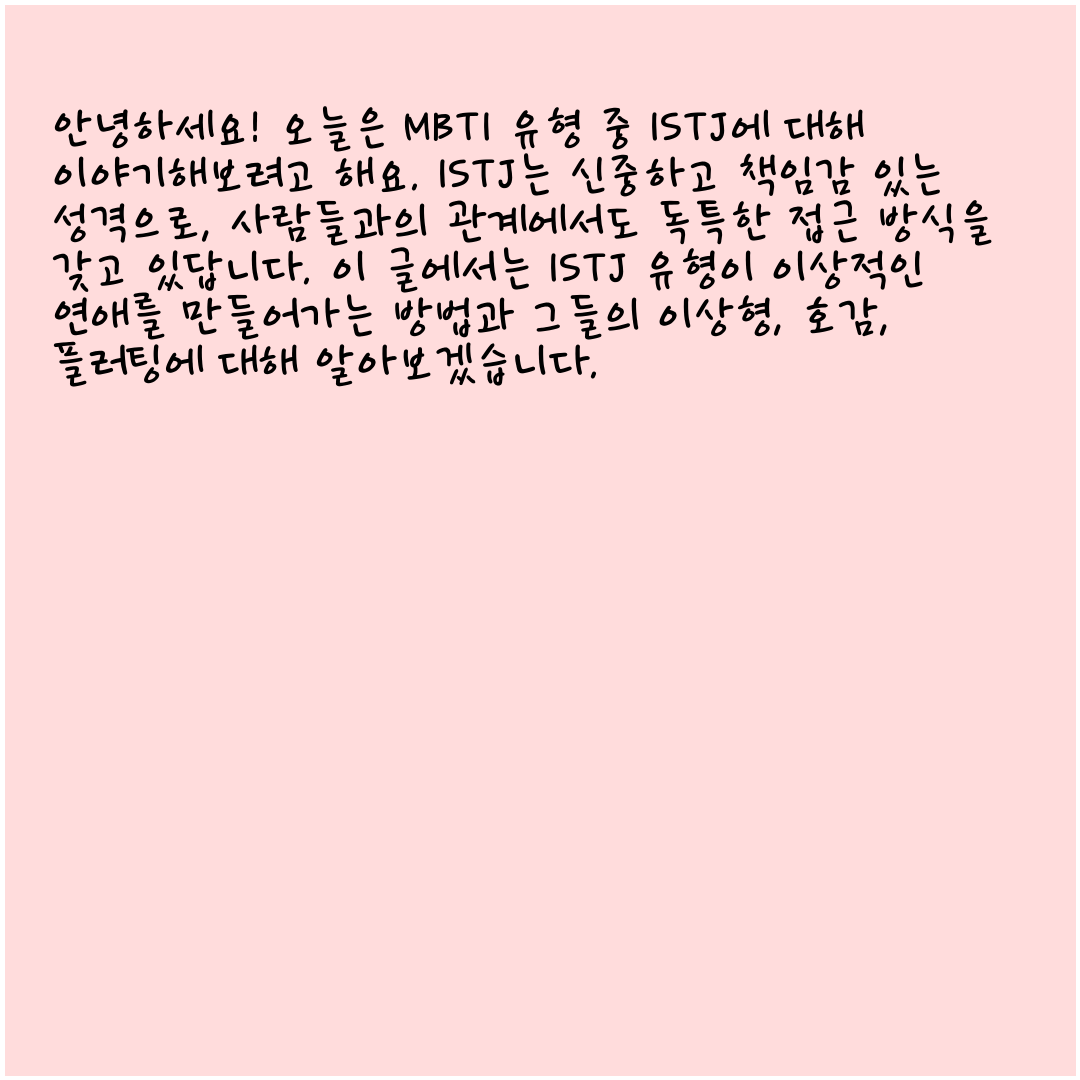 안녕하세요! 오늘은 MBTI 유형 중 ISTJ에 대해
이야기해보려고 해요. ISTJ는 신중하고 책임감 있는
성격으로, 사람들과의 관계에서도 독특한 접근 방식을
갖고 있답니다. 이 글에서는 ISTJ 유형이 이상적인
연애를 만들어가는 방법과 그들의 이상형, 호감,
플러팅에 대해 알아보겠습니다.